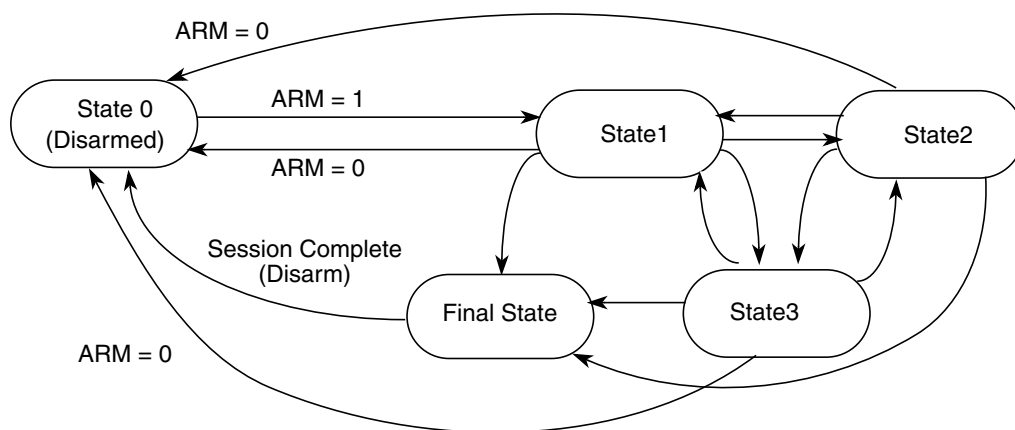 ARM = 0
State 0
(Disarmed)
ARM = 1
State1
State2
ARM = 0
Session Complete
(Disarm)
Final State
State3
ARM = 0